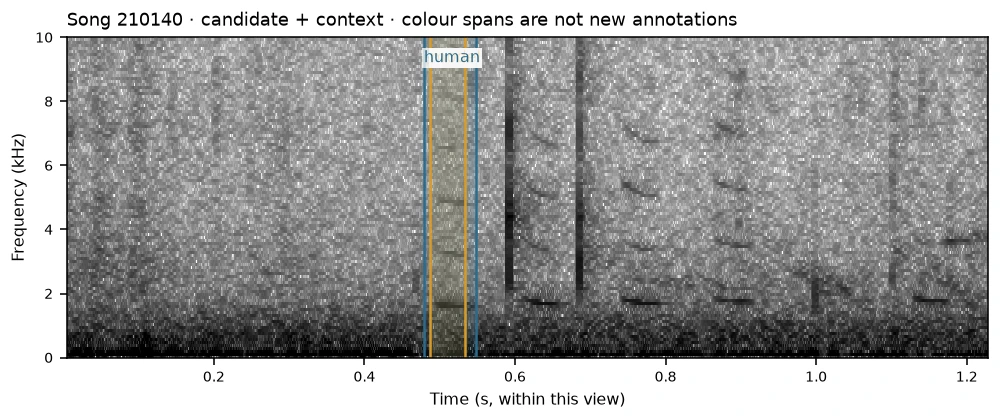 Song 210140 · candidate + context · colour spans are not new annotations
human
Frequency (kHz)
10
8
6
4
2
0
0.2 0.4 0.6 0.8 1.0 1.2
Time (s, within this view)